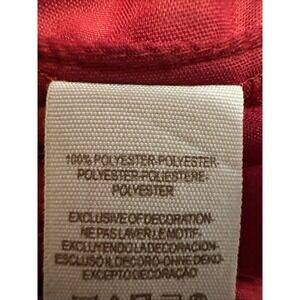 100% POLYESTER-POLYESTER-
POLYESTER-POLIESTERE-
POLYESTER
EXCLUSIVE OF DECORATION-
NE PAS LAVER LE MOTIF-
EXCLUYENDO LA DECORACION-
ESCLUSO IL DECORO-OHNE DEKO-
EXCEPTO DECORAÇÃO